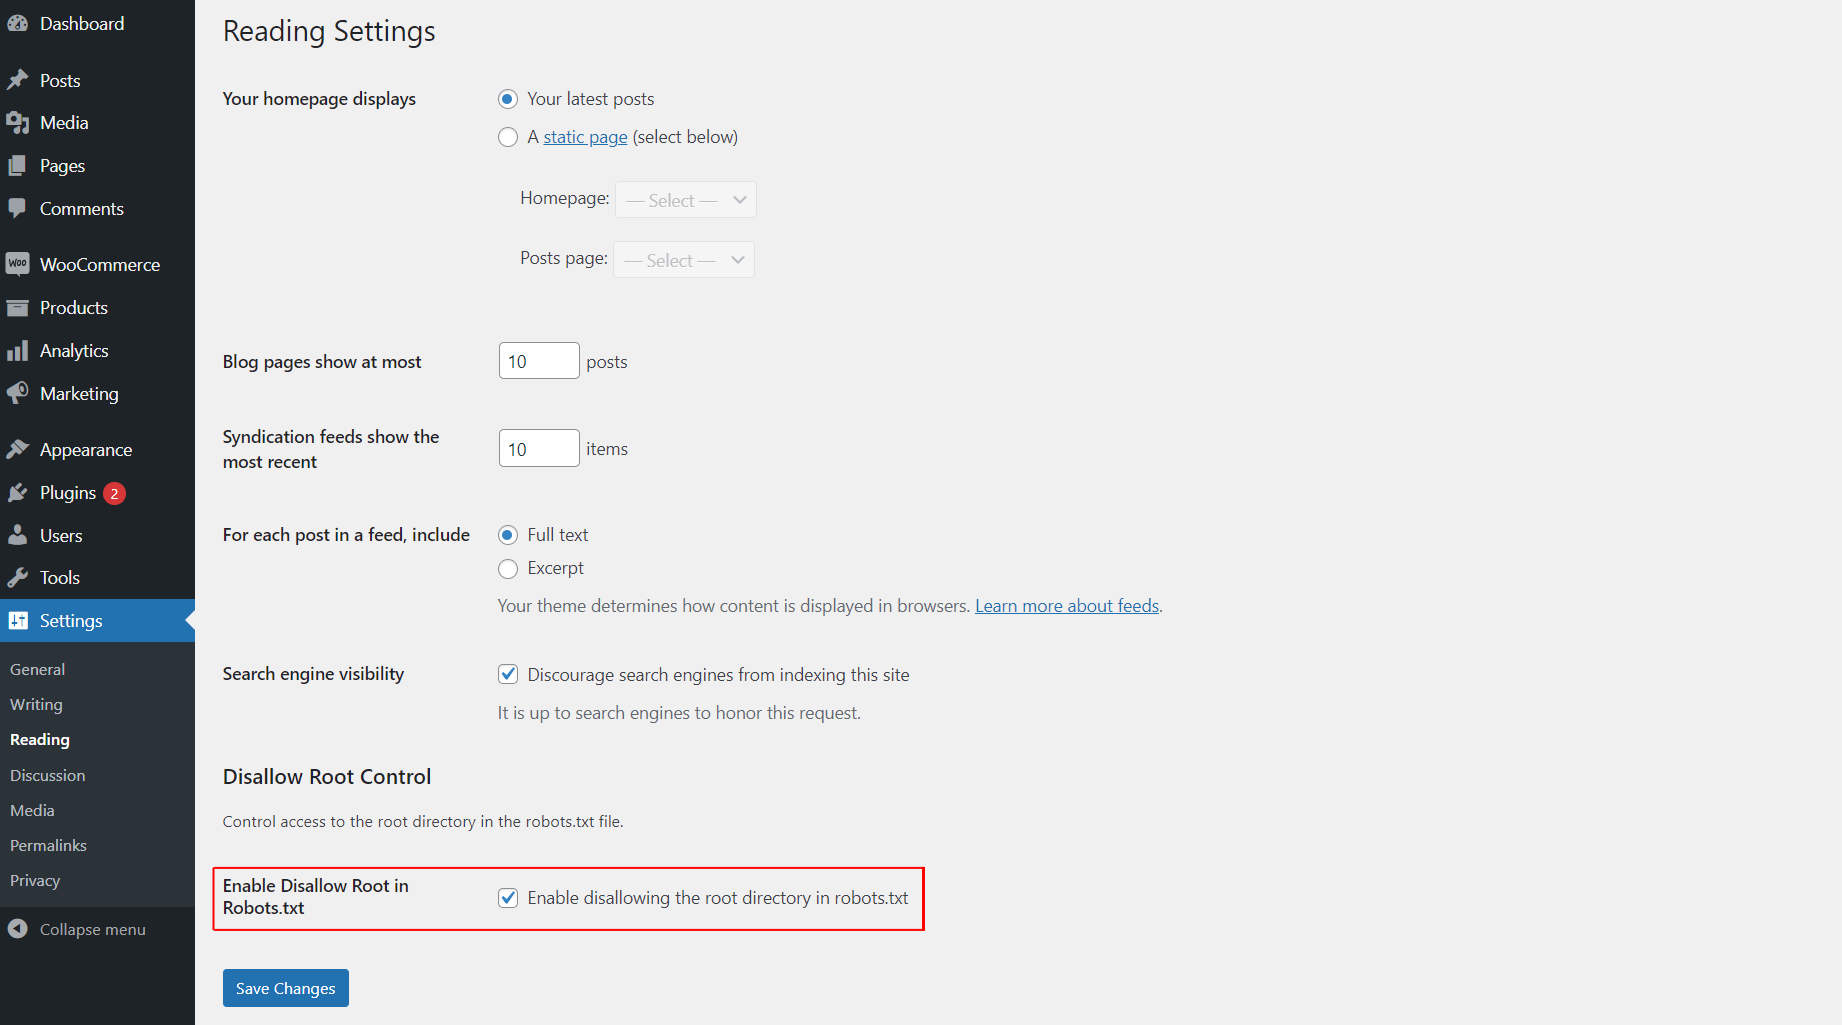 Dashboard
Posts
Media
Pages
Comments
Woo WooCommerce
Products
Analytics
Marketing
Appearance
Plugins 2
Users
Tools
Settings
General
Writing
Reading
Discussion
Media
Permalinks
Privacy
Collapse menu
Reading Settings
Your homepage displays
Your latest posts
A static page (select below)
Homepage: — Select —
Posts page: — Select —
Blog pages show at most
10 posts
Syndication feeds show the
most recent
10 items
For each post in a feed, include
Full text
Excerpt
Your theme determines how content is displayed in browsers. Learn more about feeds.
Search engine visibility
Discourage search engines from indexing this site
It is up to search engines to honor this request.
Disallow Root Control
Control access to the root directory in the robots.txt file.
Enable Disallow Root in
Robots.txt
Enable disallowing the root directory in robots.txt
Save Changes